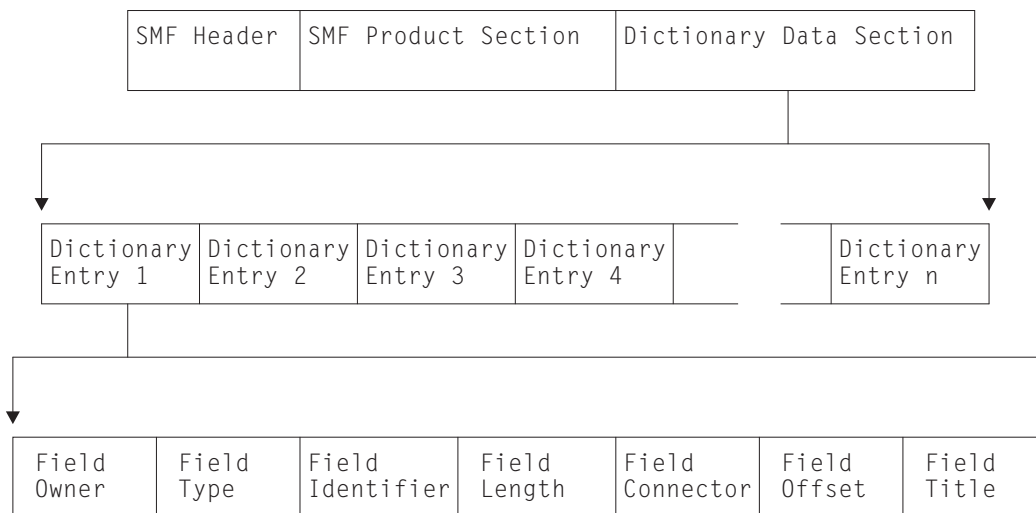 SMF Header SMF Product Section Dictionary Data Section
Dictionary Dictionary Dictionary Dictionary Dictionary
Entry 1 Entry 2 Entry 3 Entry 4 Entry n
Field Field Field Field Field Field Field
Owner Type Identifier Length Connector Offset Title